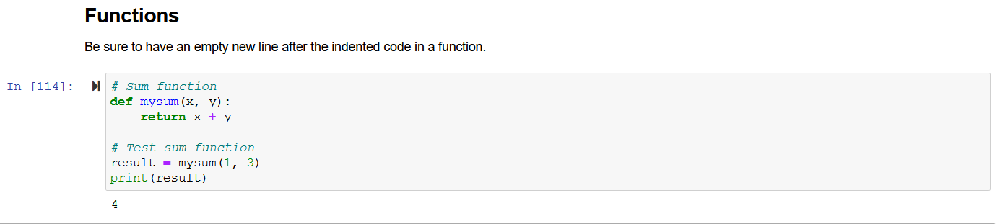 Functions
Be sure to have an empty new line after the indented code in a function.
In [114]:
# Sum function
def mysum(x, y):
    return x + y
# Test sum function
result = mysum(1, 3)
print(result)
4